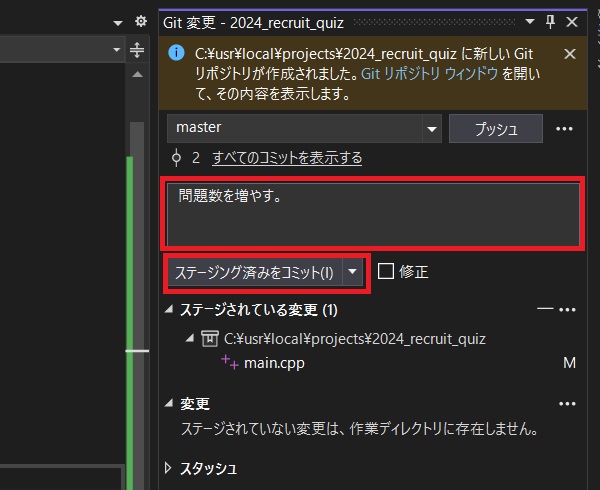 Git 変更 - 2024_recruit_quiz
C:¥usr¥local¥projects¥2024_recruit_quiz に新しい Git
リポジトリが作成されました。Git リポジトリ ウィンドウ を開い
て、その内容を表示します。
master
プッシュ
2 すべてのコミットを表示する
問題数を増やす。
ステージング済みをコミット(I)
修正
ステージされている変更 (1)
C:¥usr¥local¥projects¥2024_recruit_quiz
main.cpp M
変更
ステージされていない変更は、作業ディレクトリに存在しません。
スタッシュ